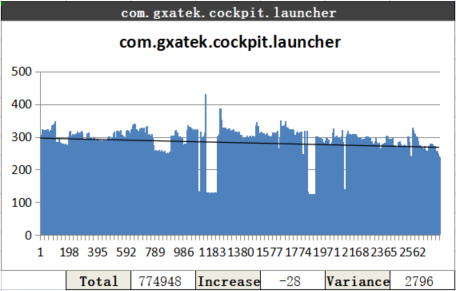 com.gxatek.cockpit.launcher
com.gxatek.cockpit.launcher
500
400
300
200
100
0
1 198 395 592 789 986 1183 1380 1577 1774 1971 2168 2365 2562
Total 774948 Increase -28 Variance 2796